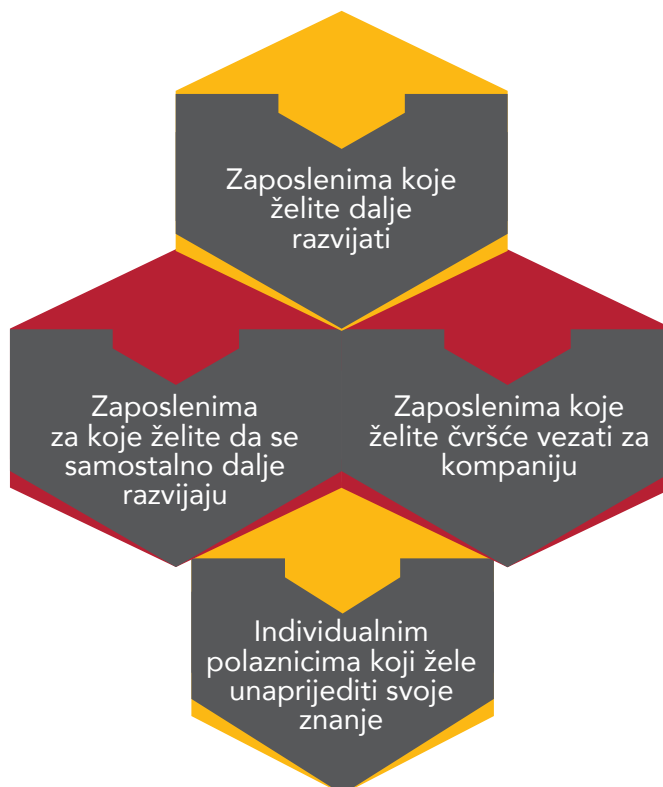 Zaposlenima koje
želite dalje
razvijati
Zaposlenima
za koje želite da se
samostalno dalje
razvijaju
Zaposlenima koje
želite čvršće vezati za
kompaniju
Individualnim
polaznicima koji žele
unaprijediti svoje
znanje